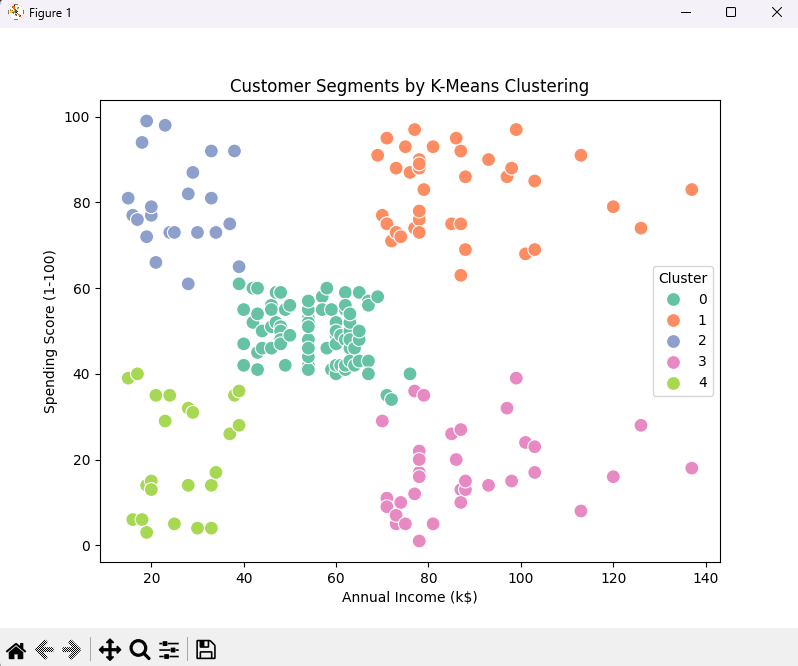 Figure 1
Customer Segments by K-Means Clustering
100
80
60
40
20
0
Spending Score (1-100)
Cluster
0
1
2
3
4
20 40 60 80 100 120 140
Annual Income (k$)